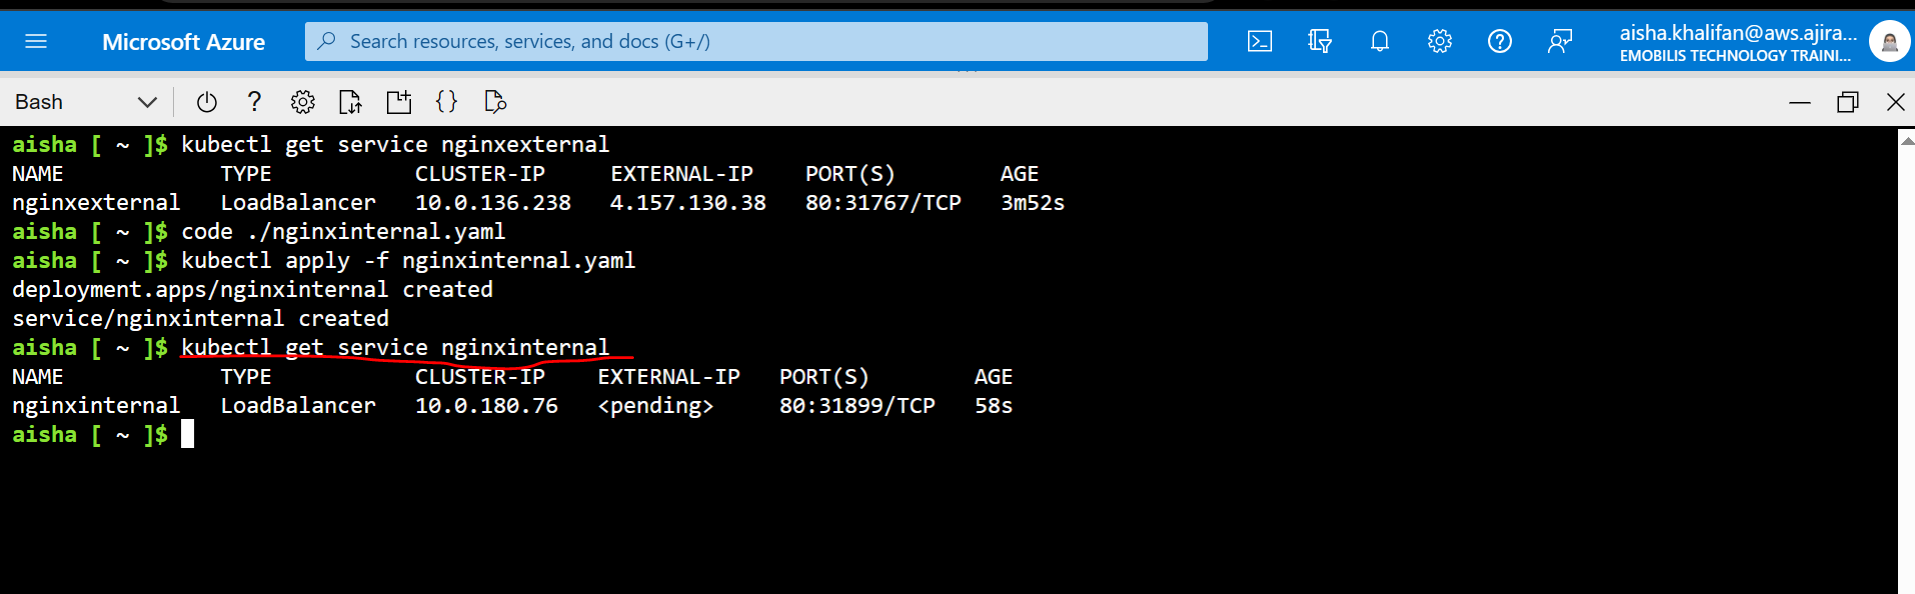 Microsoft Azure
Search resources, services, and docs (G+/)
aisha.khalifan@aws.ajira...
EMOBILIS TECHNOLOGY TRAINI...
Bash
aisha [ ~ ]$ kubectl get service nginxexternal
NAME TYPE CLUSTER-IP EXTERNAL-IP PORT(S) AGE
nginxexternal LoadBalancer 10.0.136.238 4.157.130.38 80:31767/TCP 3m52s
aisha [ ~ ]$ code ./nginxinternal.yaml
aisha [ ~ ]$ kubectl apply -f nginxinternal.yaml
deployment.apps/nginxinternal created
service/nginxinternal created
aisha [ ~ ]$ kubectl get service nginxinternal
NAME TYPE CLUSTER-IP EXTERNAL-IP PORT(S) AGE
nginxinternal LoadBalancer 10.0.180.76 <pending> 80:31899/TCP 58s
aisha [ ~ ]$